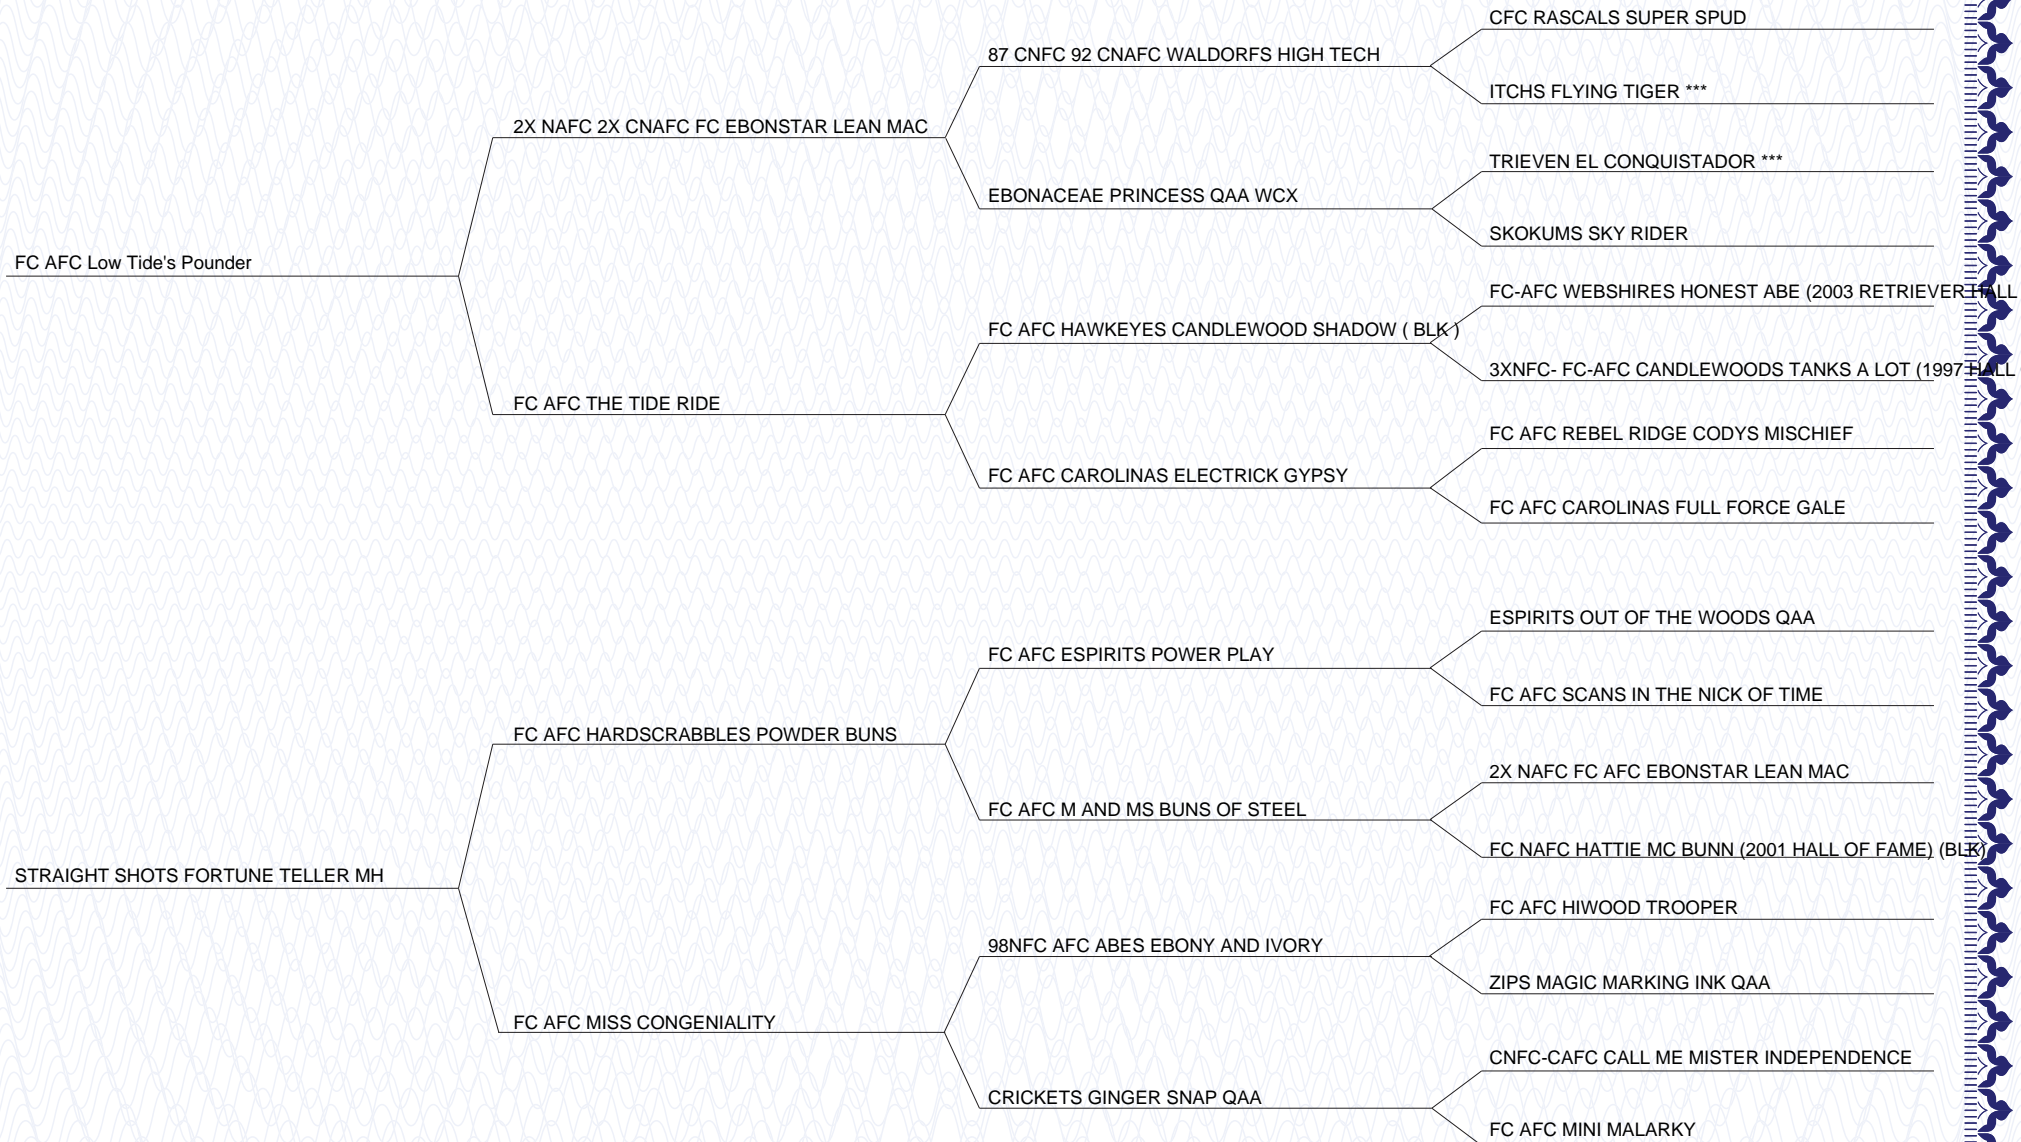 CFC RASCALS SUPER SPUD
87 CNFC 92 CNAFC WALDORFS HIGH TECH
ITCHS FLYING TIGER ***
2X NAFC 2X CNAFC FC EBONSTAR LEAN MAC
TRIEVEN EL CONQUISTADOR ***
EBONACEAE PRINCESS QAA WCX
SKOKUMS SKY RIDER
FC AFC Low Tide's Pounder
FC-AFC WEBSHIRES HONEST ABE (2003 RETRIEVER HALL
FC AFC HAWKEYES CANDLEWOOD SHADOW ( BLK )
3XNFC- FC-AFC CANDLEWOODS TANKS A LOT (1997 HALL
FC AFC THE TIDE RIDE
FC AFC REBEL RIDGE CODYS MISCHIEF
FC AFC CAROLINAS ELECTRICK GYPSY
FC AFC CAROLINAS FULL FORCE GALE
ESPIRITS OUT OF THE WOODS QAA
FC AFC ESPIRITS POWER PLAY
FC AFC SCANS IN THE NICK OF TIME
FC AFC HARDSCRABBLES POWDER BUNS
2X NAFC FC AFC EBONSTAR LEAN MAC
FC AFC M AND MS BUNS OF STEEL
FC NAFC HATTIE MC BUNN (2001 HALL OF FAME) (BLK)
STRAIGHT SHOTS FORTUNE TELLER MH
FC AFC HIWOOD TROOPER
98NFC AFC ABES EBONY AND IVORY
ZIPS MAGIC MARKING INK QAA
FC AFC MISS CONGENIALITY
CNFC-CAFC CALL ME MISTER INDEPENDENCE
CRICKETS GINGER SNAP QAA
FC AFC MINI MALARKY